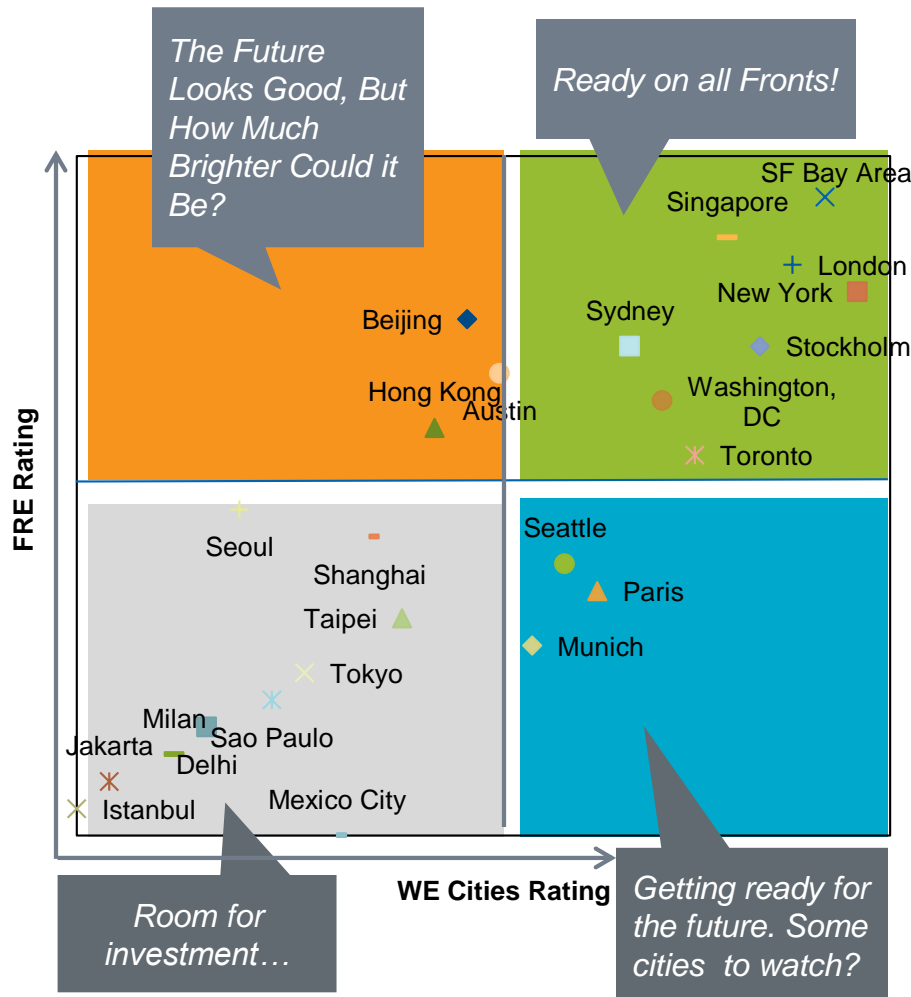 The Future
Looks Good, But
How Much
Brighter Could it
Be?
Ready on all Fronts!
SF Bay Area
Singapore
London
New York
Beijing
Sydney
Stockholm
Hong Kong
Austin
Washington,
DC
Toronto
FRE Rating
Seoul
Shanghai
Seattle
Taipei
Paris
Munich
Tokyo
Milan
Sao Paulo
Jakarta
Delhi
Istanbul
Mexico City
WE Cities Rating
Room for
investment…
Getting ready for
the future. Some
cities  to watch?